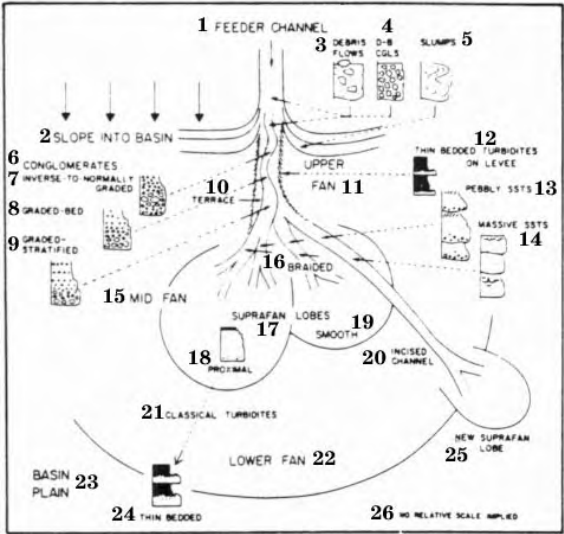 1 FEEDER CHANNEL
3 DEBRIS FLOWS
4 D-B CGLS
SLUMPS 5
2 SLOPE INTO BASIN
6 CONGLOMERATES
7 INVERSE-TO-NORMALLY GRADED
8 GRADED-BED
9 GRADED-STRATIFIED
10 TERRACE
UPPER FAN 11
12 THIN BEDDED TURBIDITES ON LEVEE
PEBBLY SSTS 13
MASSIVE SSTS 14
15 MID FAN
16 BRAIDED
SUPRAFAN LOBES 17
18 PROXIMAL
19 SMOOTH
20 INCISED CHANNEL
21 CLASSICAL TURBIDITES
LOWER FAN 22
BASIN PLAIN 23
24 THIN BEDDED
NEW SUPRAFAN LOBE 25
26 NO RELATIVE SCALE IMPLIED